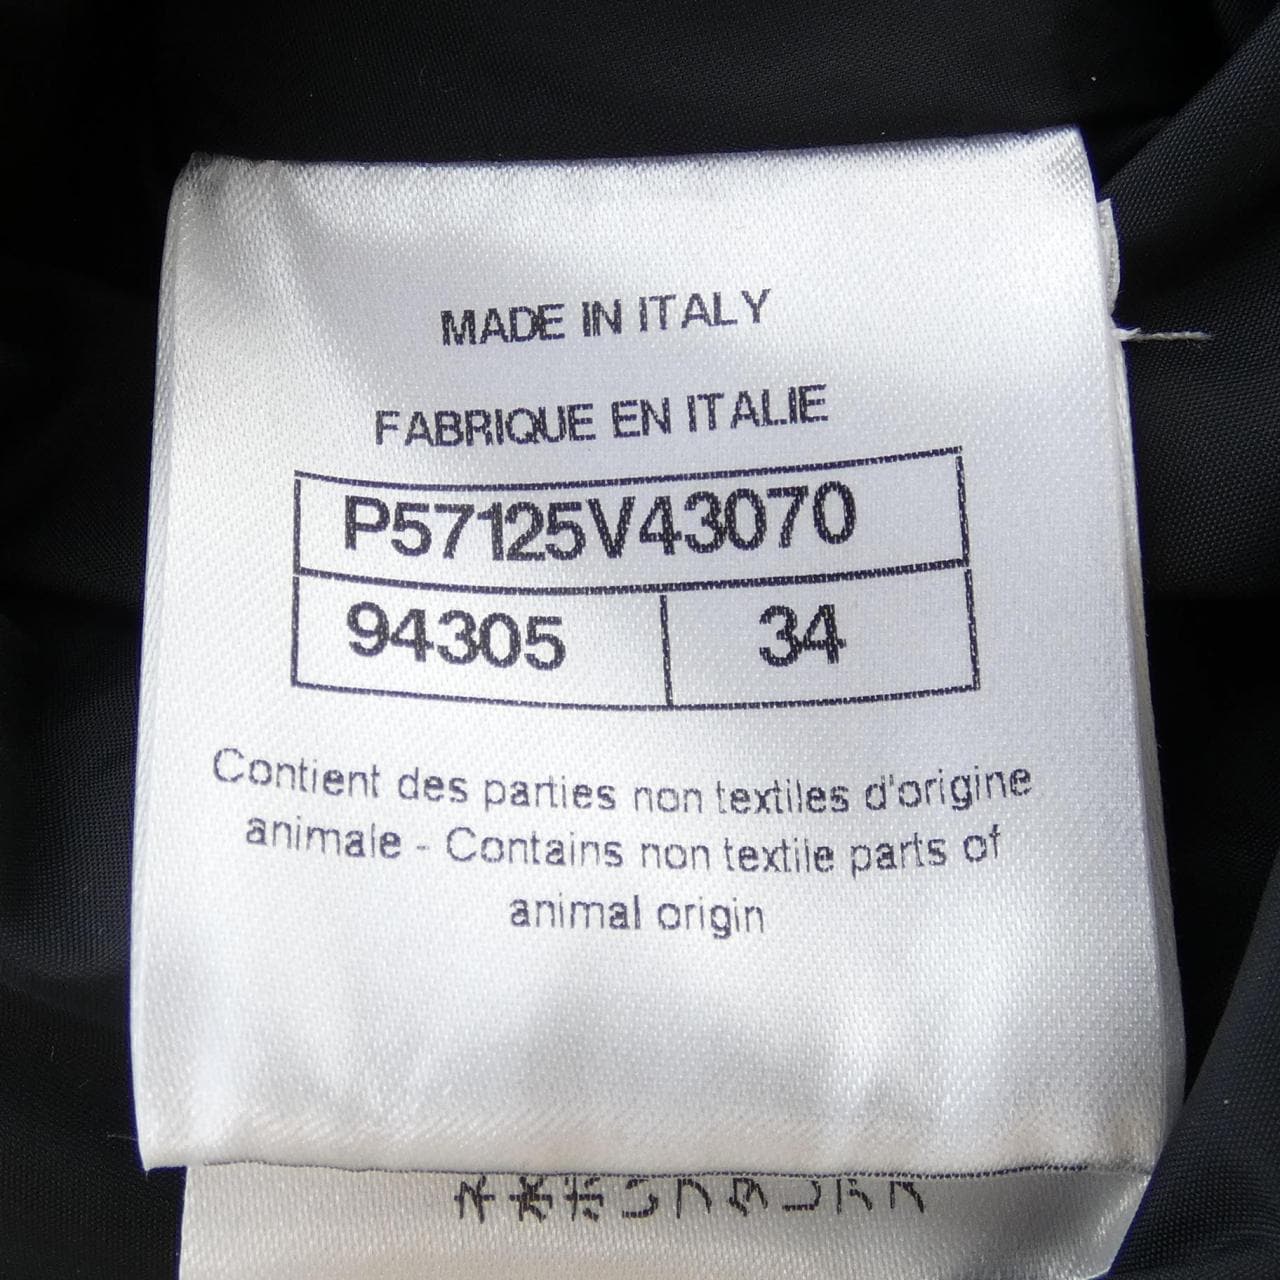 MADE IN ITALY
FABRIQUE EN ITALIE
P57125V43070
94305 34
Contient des parties non textiles d'origine
animale - Contains non textile parts of
animal origin